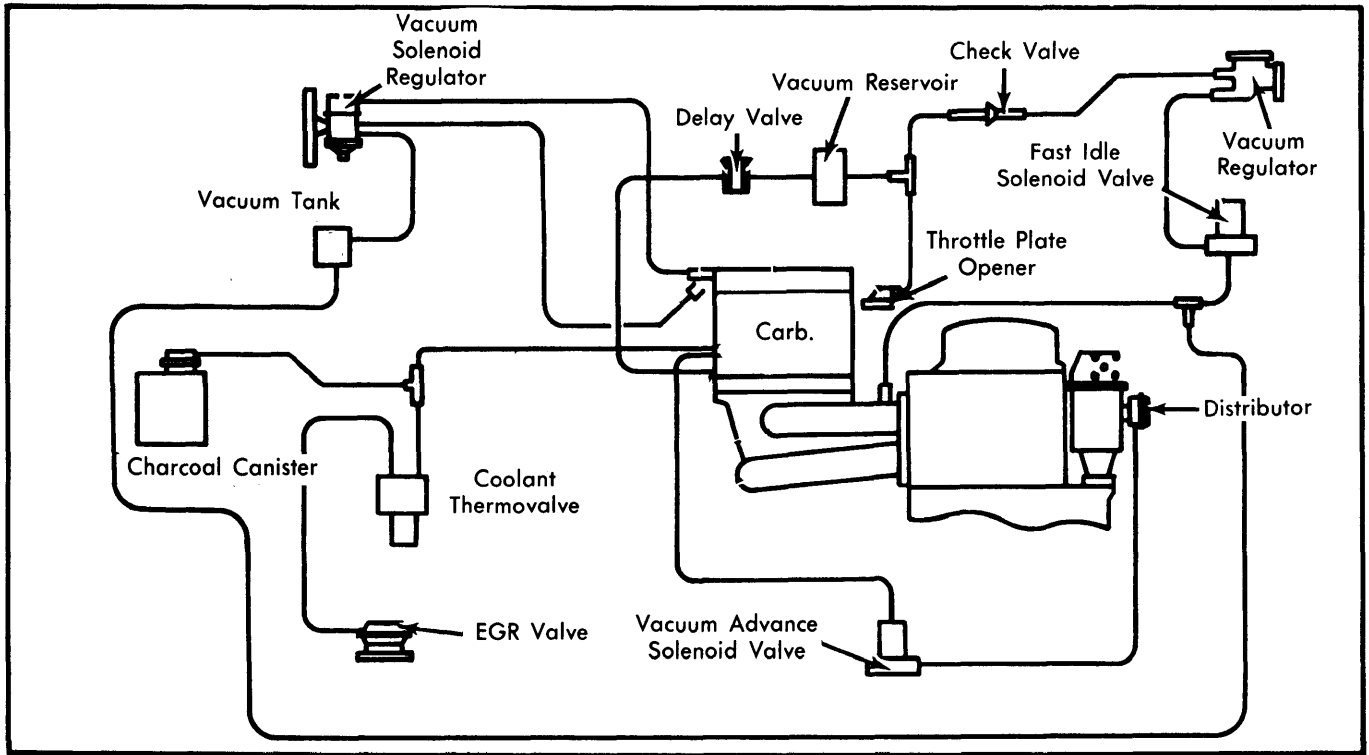 Vacuum
Solenoid
Regulator
Check Valve
Vacuum Reservoir
Delay Valve
Vacuum
Regulator
Fast Idle
Solenoid Valve
Vacuum Tank
Throttle Plate
Opener
Carb.
Distributor
Charcoal Canister
Coolant
Thermovalve
EGR Valve
Vacuum Advance
Solenoid Valve